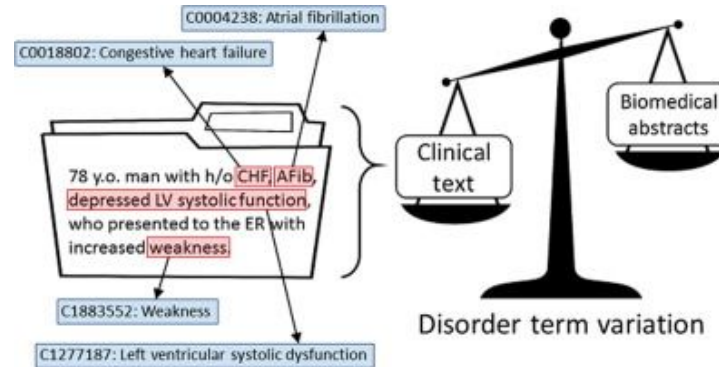 C0004238: Atrial fibrillation
C0018802: Congestive heart failure
78 y.o. man with h/o CHF, AFib,
depressed LV systolic function,
who presented to the ER with
increased weakness.
C1883552: Weakness
C1277187: Left ventricular systolic dysfunction
Clinical
text
Biomedical
abstracts
Disorder term variation